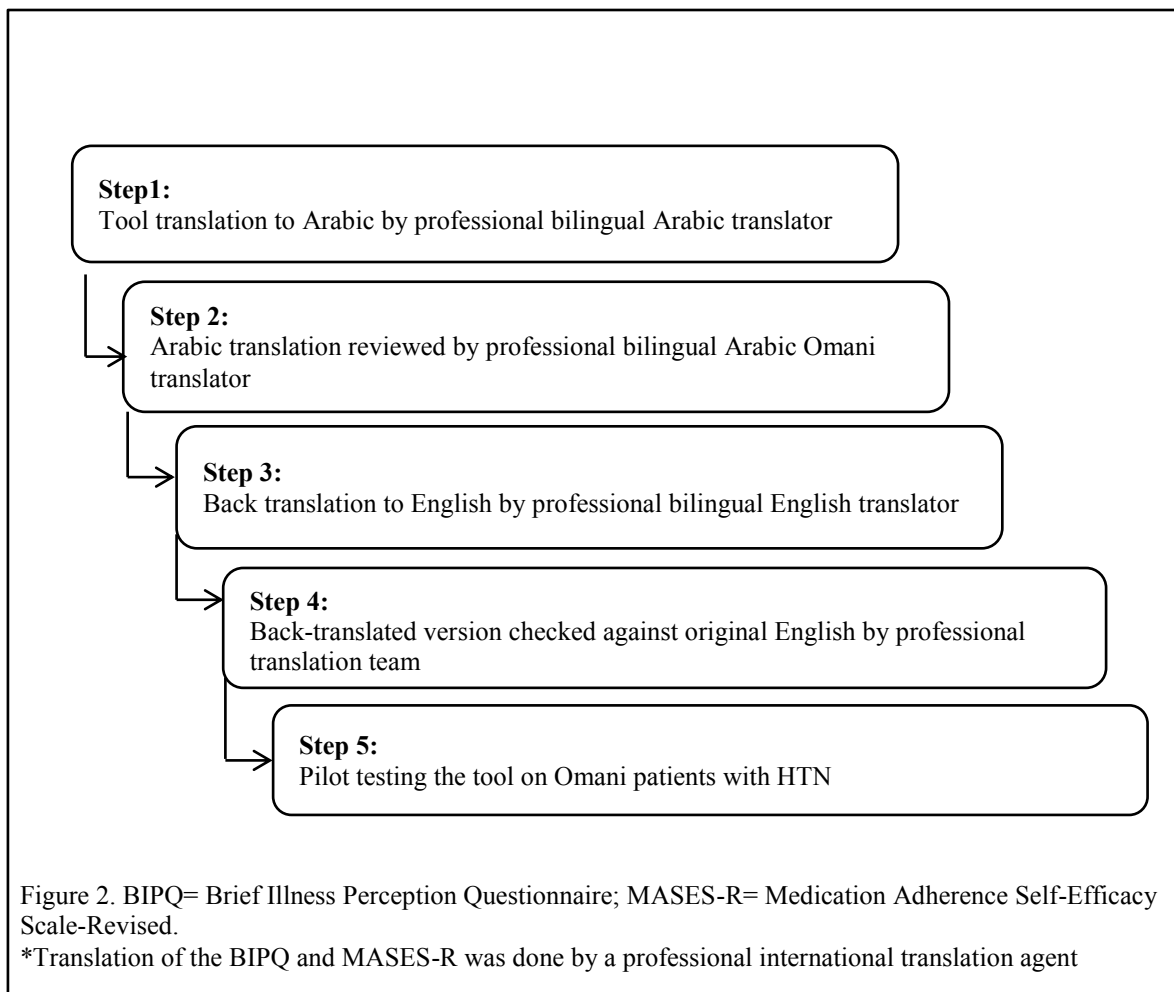 Step1:
Tool translation to Arabic by professional bilingual Arabic translator
Step 2:
Arabic translation reviewed by professional bilingual Arabic Omani
translator
Step 3:
Back translation to English by professional bilingual English translator
Step 4:
Back-translated version checked against original English by professional
translation team
Step 5:
Pilot testing the tool on Omani patients with HTN
Figure 2. BIPQ= Brief Illness Perception Questionnaire; MASES-R= Medication Adherence Self-Efficacy
Scale-Revised.
*Translation of the BIPQ and MASES-R was done by a professional international translation agent